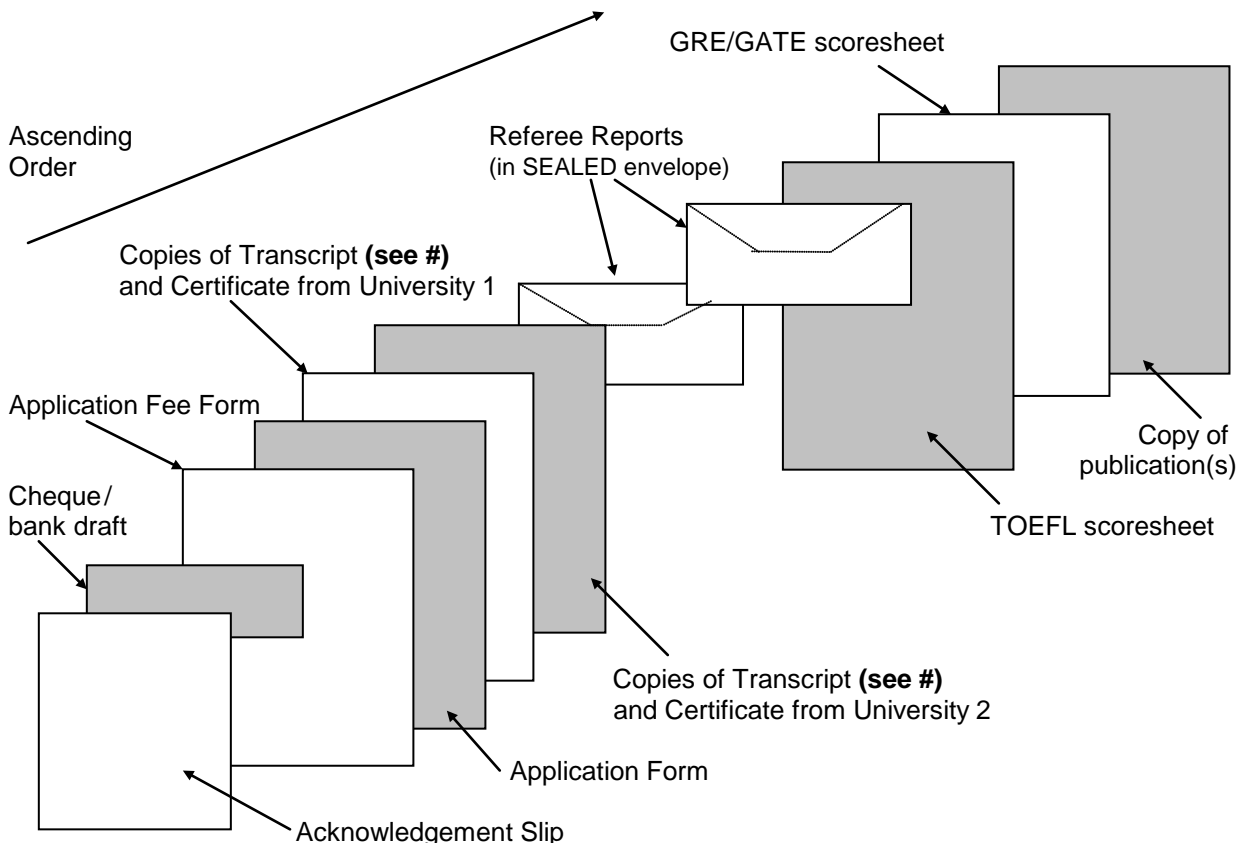 GRE/GATE scoresheet
Ascending
Order
Referee Reports
(in SEALED envelope)
Copies of Transcript (see #)
and Certificate from University 1
Application Fee Form
Cheque/
bank draft
Copy of
publication(s)
TOEFL scoresheet
Copies of Transcript (see #)
and Certificate from University 2
Application Form
Acknowledgement Slip